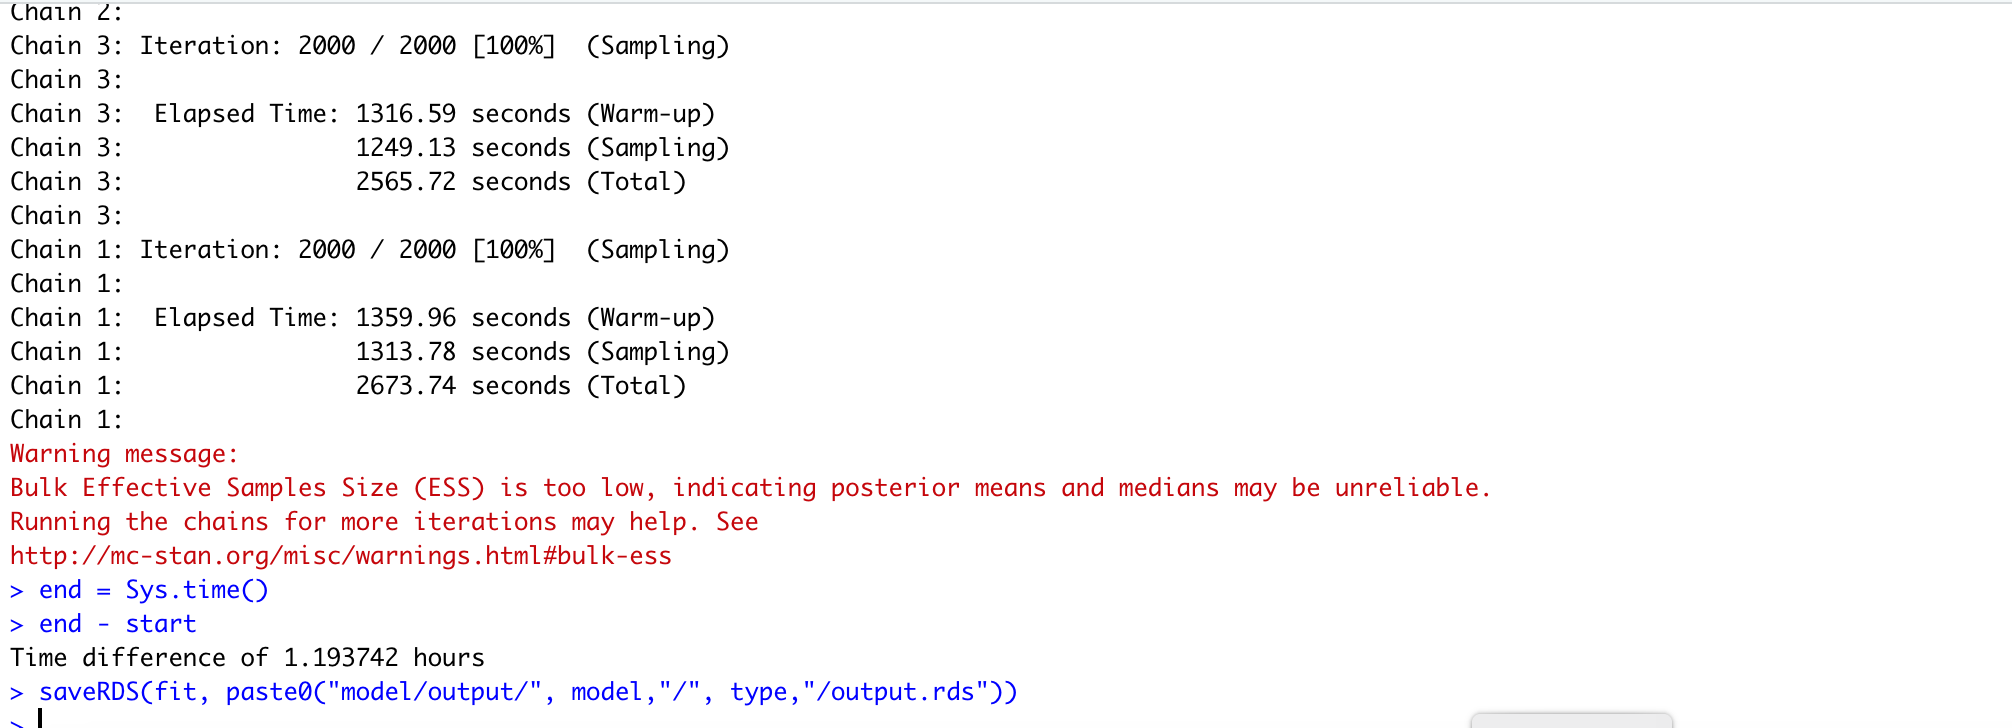 Chain 2:
Chain 3: Iteration: 2000 / 2000 [100%]  (Sampling)
Chain 3:
Chain 3:  Elapsed Time: 1316.59 seconds (Warm-up)
Chain 3:                1249.13 seconds (Sampling)
Chain 3:                2565.72 seconds (Total)
Chain 3:
Chain 1: Iteration: 2000 / 2000 [100%]  (Sampling)
Chain 1:
Chain 1:  Elapsed Time: 1359.96 seconds (Warm-up)
Chain 1:                1313.78 seconds (Sampling)
Chain 1:                2673.74 seconds (Total)
Chain 1:
Warning message:
Bulk Effective Samples Size (ESS) is too low, indicating posterior means and medians may be unreliable.
Running the chains for more iterations may help. See
http://mc-stan.org/misc/warnings.html#bulk-ess
> end = Sys.time()
> end - start
Time difference of 1.193742 hours
> saveRDS(fit, paste0("model/output/", model,"/", type,"/output.rds"))
>